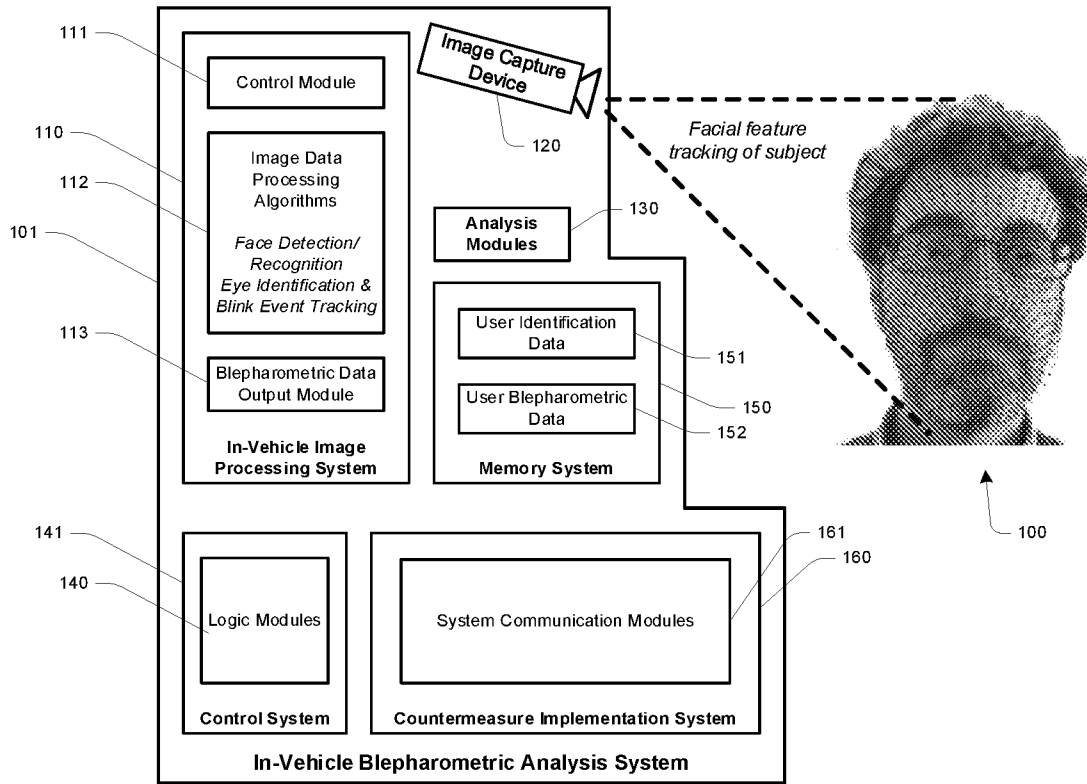 111
Control Module
110
112
Image Data
Processing
Algorithms
Face Detection/
Recognition
Eye Identification &
Blink Event Tracking
101
113
Blepharometric Data
Output Module
In-Vehicle Image
Processing System
Image Capture
Device
120
Facial feature
tracking of subject
130
Analysis
Modules
User Identification
Data
151
User Blepharometric
Data
152
150
Memory System
100
141
140
Logic Modules
Control System
161
160
System Communication Modules
Countermeasure Implementation System
In-Vehicle Blepharometric Analysis System